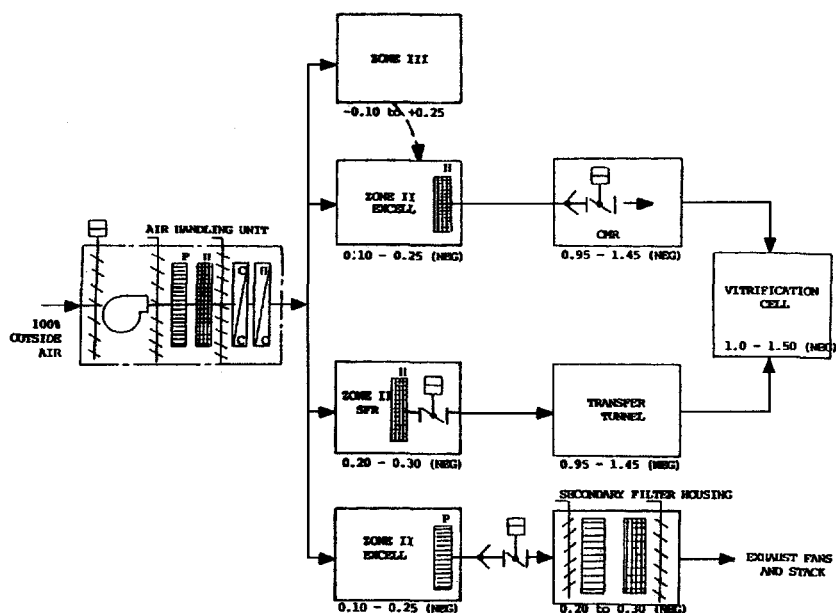 ZONE III
-0.10 to +0.25
H
ZONE II
EXCELL
0.10 - 0.25 (NEG)
CMR
0.95 - 1.45 (NEG)
AIR HANDLING UNIT
P
H
C
H
C
C
100%
OUTSIDE
AIR
VITRIFICATION
CELL
1.0 - 1.50 (NEG)
H
ZONE II
SFR
0.20 - 0.30 (NEG)
TRANSFER
TUNNEL
0.95 - 1.45 (NEG)
SECONDARY FILTER HOUSING
P
ZONE II
EXCELL
0.10 - 0.25 (NEG)
0.20 to 0.30 (NEG)
EXHAUST FANS
AND STACK